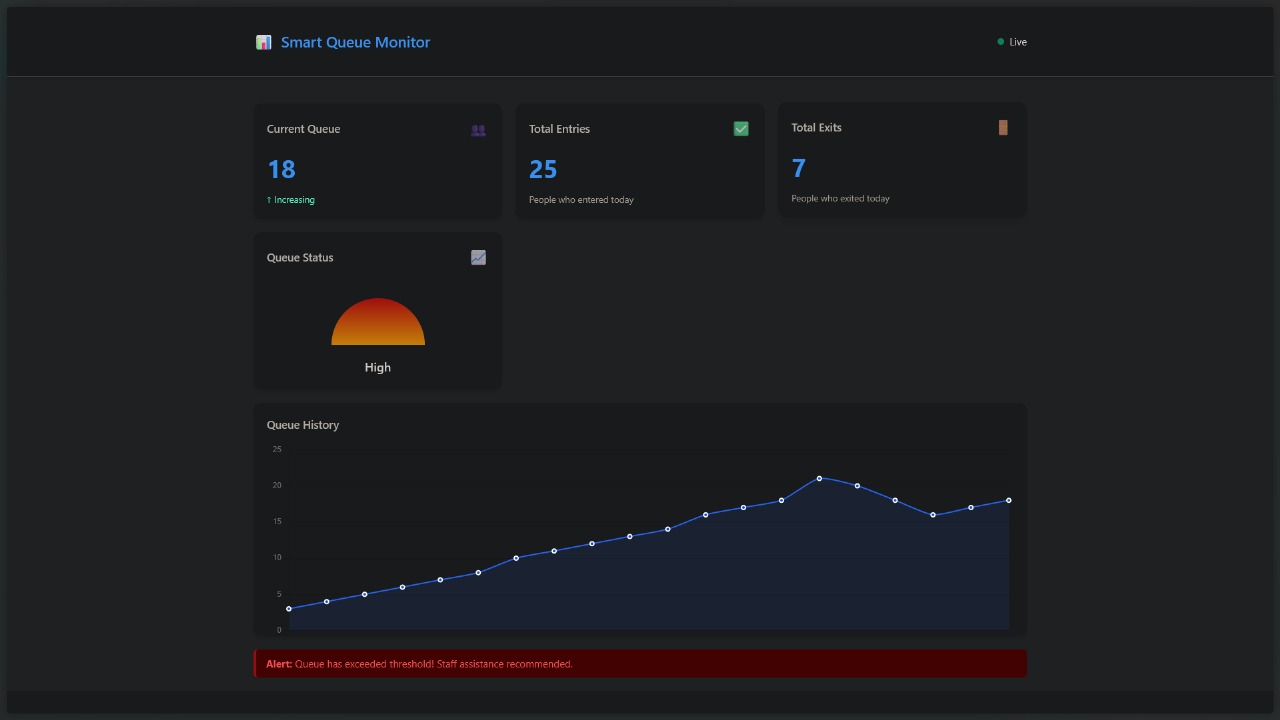 Smart Queue Monitor
Live
Current Queue
18
↑ Increasing
Total Entries
25
People who entered today
Total Exits
7
People who exited today
Queue Status
High
Queue History
25
20
15
10
5
0
Alert: Queue has exceeded threshold! Staff assistance recommended.